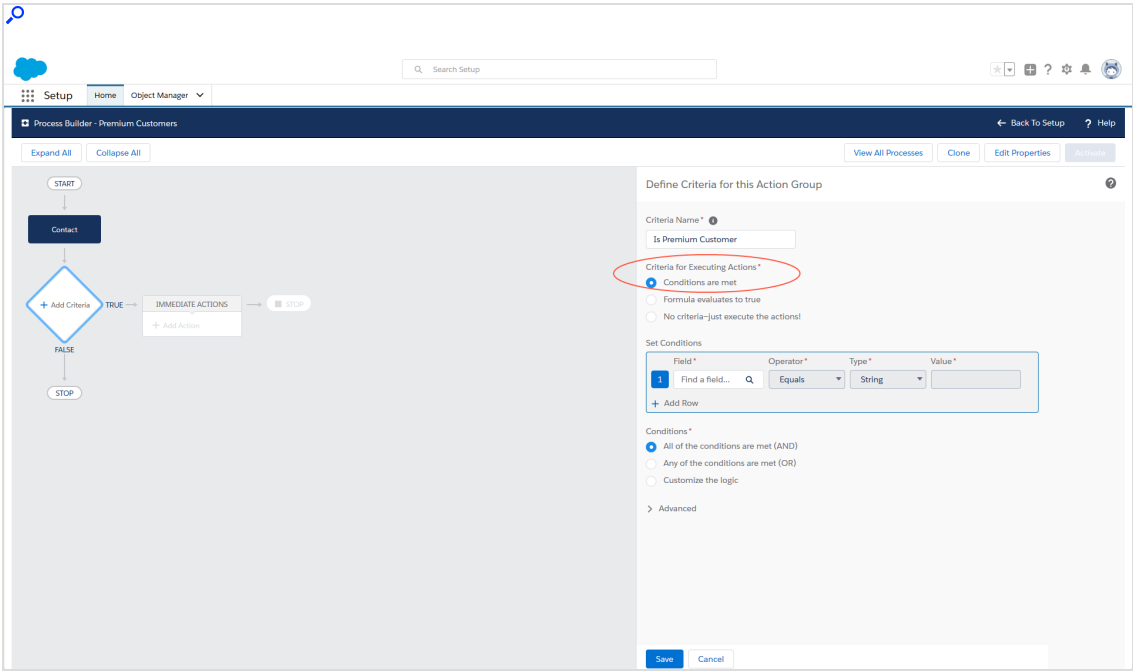 Search Setup
Setup Home Object Manager
Process Builder - Premium Customers Back To Setup ? Help
Expand All Collapse All View All Processes Clone Edit Properties Activate
START
Define Criteria for this Action Group
Criteria Name*
Contact
Is Premium Customer
Criteria for Executing Actions*
Conditions are met
+ Add Criteria TRUE IMMEDIATE ACTIONS STOP
Formula evaluates to true
No criteria—just execute the actions!
+ Add Action
FALSE
Set Conditions
Field* Operator* Type* Value*
1 Find a field... Equals String
STOP
+ Add Row
Conditions*
All of the conditions are met (AND)
Any of the conditions are met (OR)
Customize the logic
Advanced
Save Cancel